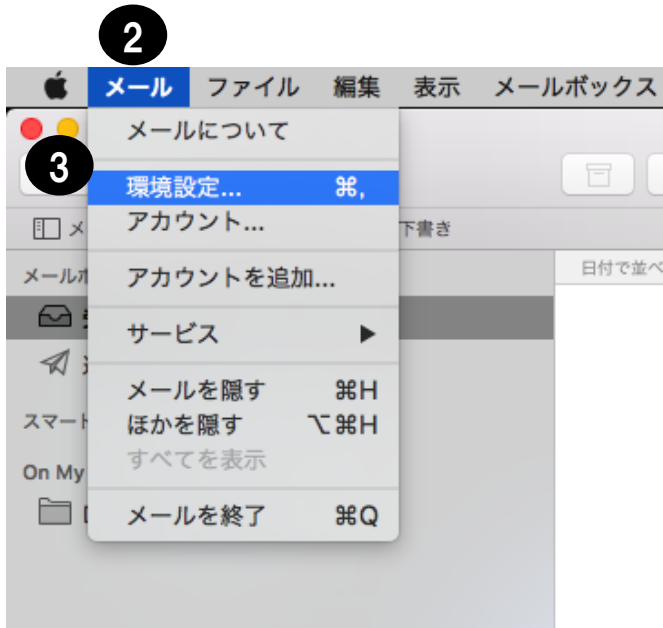 2
メール ファイル 編集 表示 メールボックス
3
メールについて
環境設定... ⌘,
アカウント...
アカウントを追加...
サービス ▶
メールを隠す ⌘H
ほかを隠す ⌥⌘H
すべてを表示
メールを終了 ⌘Q
下書き
日付で並べ
メールボ
スマート
On My